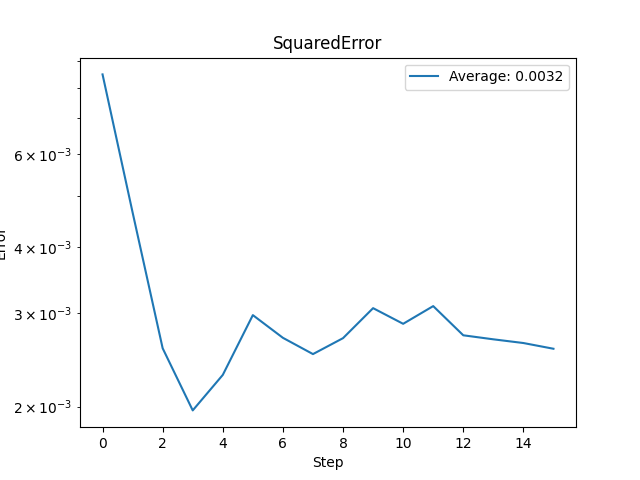 SquaredError
Average: 0.0032
6 × 10⁻³
4 × 10⁻³
3 × 10⁻³
2 × 10⁻³
Error
0 2 4 6 8 10 12 14
Step